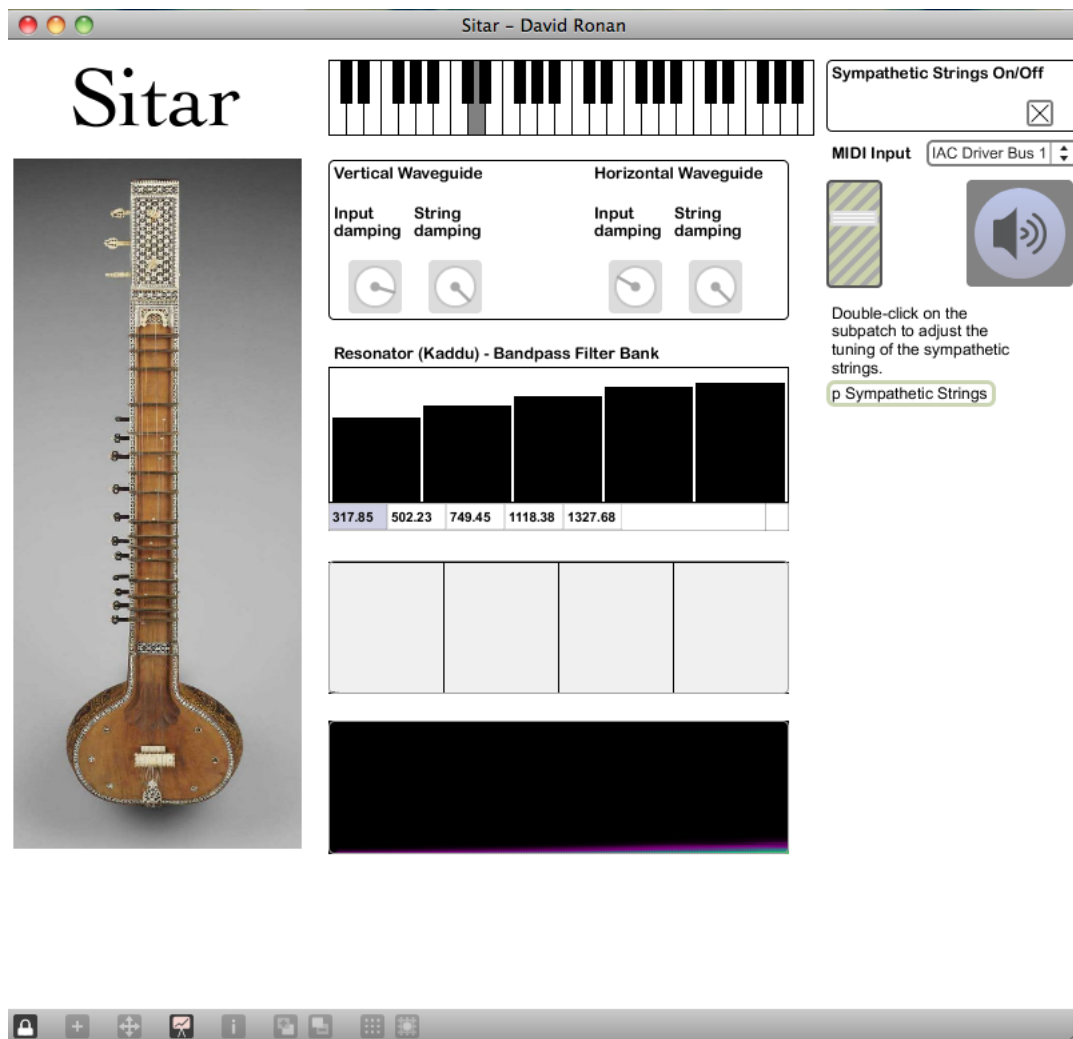 Sitar – David Ronan
Sitar
Sympathetic Strings On/Off
MIDI Input IAC Driver Bus 1
Vertical Waveguide
Horizontal Waveguide
Input damping
String damping
Input damping
String damping
Double-click on the
subpatch to adjust the
tuning of the sympathetic
strings.
p Sympathetic Strings
Resonator (Kaddu) - Bandpass Filter Bank
317.85 502.23 749.45 1118.38 1327.68